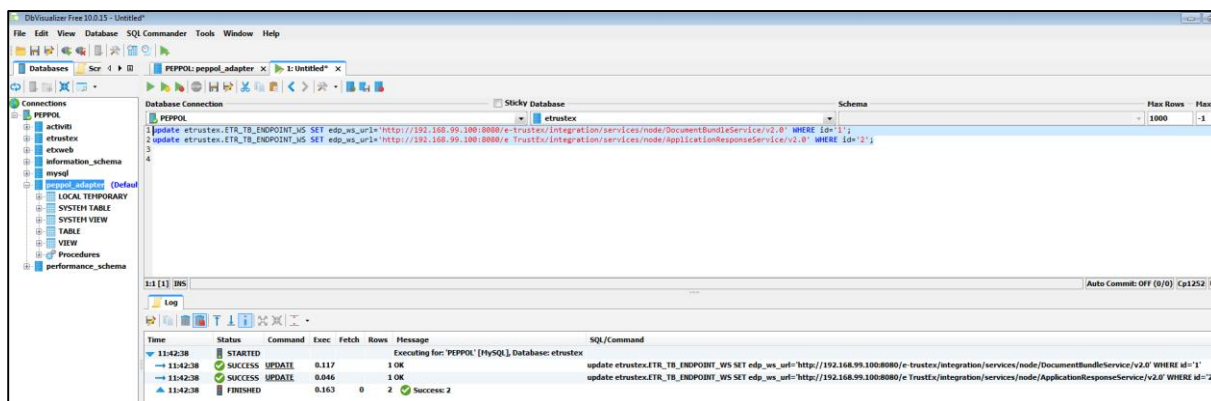 DbVisualizer Free 10.0.15 - Untitled*
File Edit View Database SQL Commander Tools Window Help
Databases Scr PEPPOL: peppol_adapter x 1: Untitled* x
Connections
PEPPOL
activiti
etrustex
etxweb
information_schema
mysql
peppol_adapter (Defaul
LOCAL TEMPORARY
SYSTEM TABLE
SYSTEM VIEW
TABLE
VIEW
Procedures
performance_schema
Database Connection Sticky Database Schema Max Rows Max
PEPPOL etrustex 1000 -1
1 update etrustex.ETR_TB_ENDPOINT_WS SET edp_ws_url='http://192.168.99.100:8080/e-trustex/integration/services/node/DocumentBundleService/v2.0' WHERE id='1';
2 update etrustex.ETR_TB_ENDPOINT_WS SET edp_ws_url='http://192.168.99.100:8080/e TrustEx/integration/services/node/ApplicationResponseService/v2.0' WHERE id='2';
3
4
1:1 [1] INS Auto Commit: OFF (0/0) Cp1252
Log
Time Status Command Exec Fetch Rows Message SQL/Command
11:42:38 STARTED Executing for: 'PEPPOL' [MySQL], Database: etrustex
11:42:38 SUCCESS UPDATE 0.117 1 OK update etrustex.ETR_TB_ENDPOINT_WS SET edp_ws_url='http://192.168.99.100:8080/e-trustex/integration/services/node/DocumentBundleService/v2.0' WHERE id='1'
11:42:38 SUCCESS UPDATE 0.046 1 OK update etrustex.ETR_TB_ENDPOINT_WS SET edp_ws_url='http://192.168.99.100:8080/e TrustEx/integration/services/node/ApplicationResponseService/v2.0' WHERE id='2
11:42:38 FINISHED 0.163 0 2 Success: 2